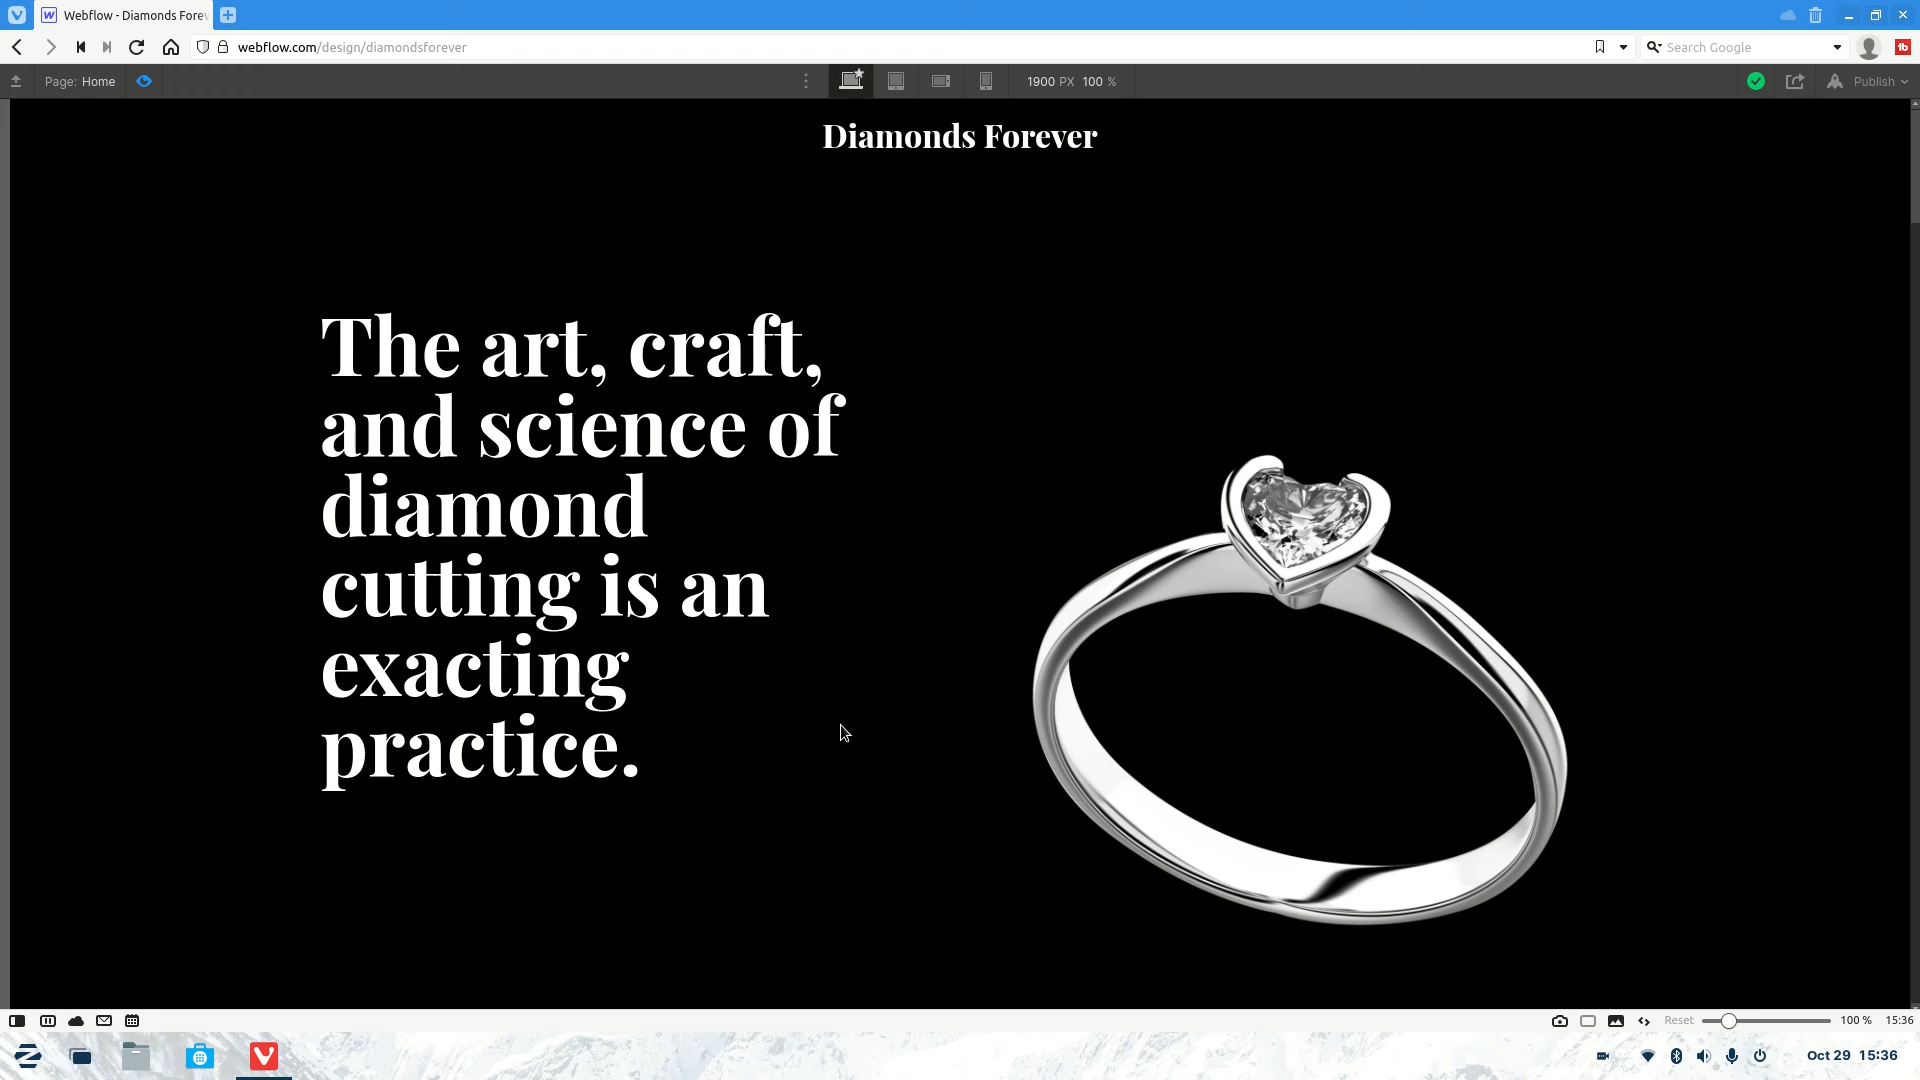 Webflow - Diamonds Forev
webflow.com/design/diamondsforever
Search Google
Page: Home
1900 PX 100 %
Publish
Diamonds Forever
The art, craft,
and science of
diamond
cutting is an
exacting
practice.
Reset
100 %
15:36
Oct 29 15:36